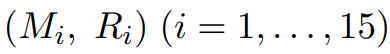 (M_i, R_i) (i = 1, . . . , 15)